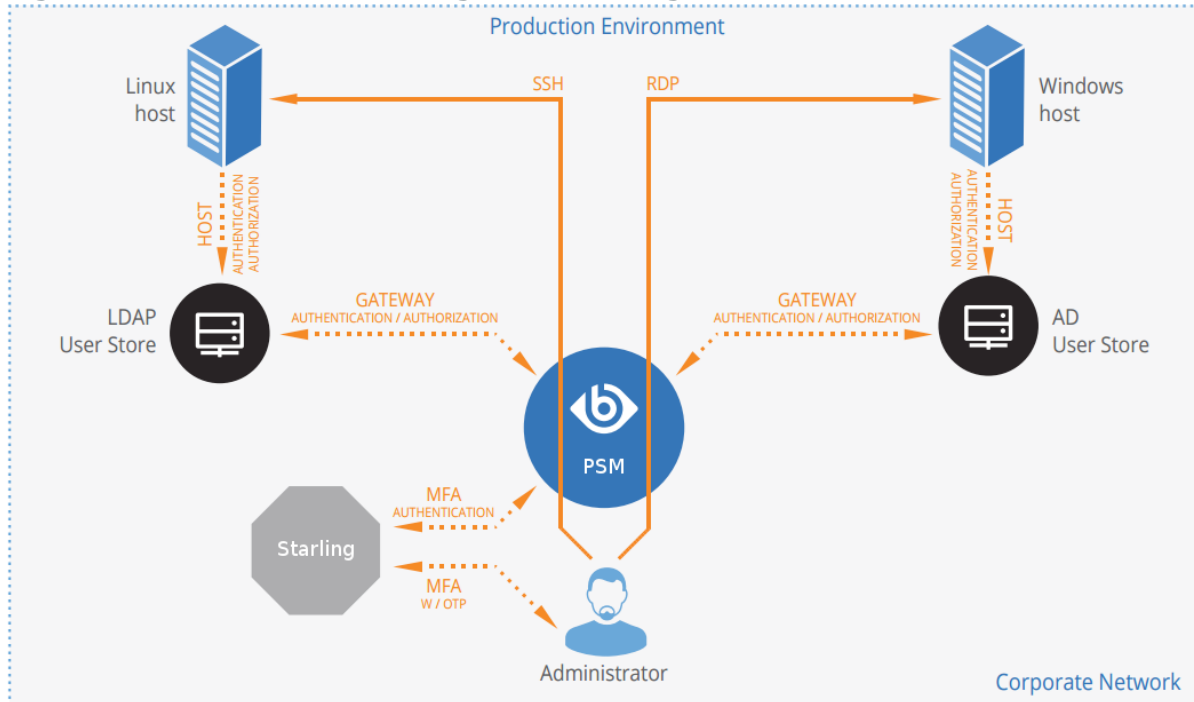 Production Environment
SSH
RDP
Linux
host
Windows
host
HOST
AUTHENTICATION
AUTHORIZATION
HOST
AUTHENTICATION
AUTHORIZATION
LDAP
User Store
GATEWAY
AUTHENTICATION / AUTHORIZATION
GATEWAY
AUTHENTICATION / AUTHORIZATION
AD
User Store
PSM
MFA
AUTHENTICATION
Starling
MFA
W / OTP
Administrator
Corporate Network